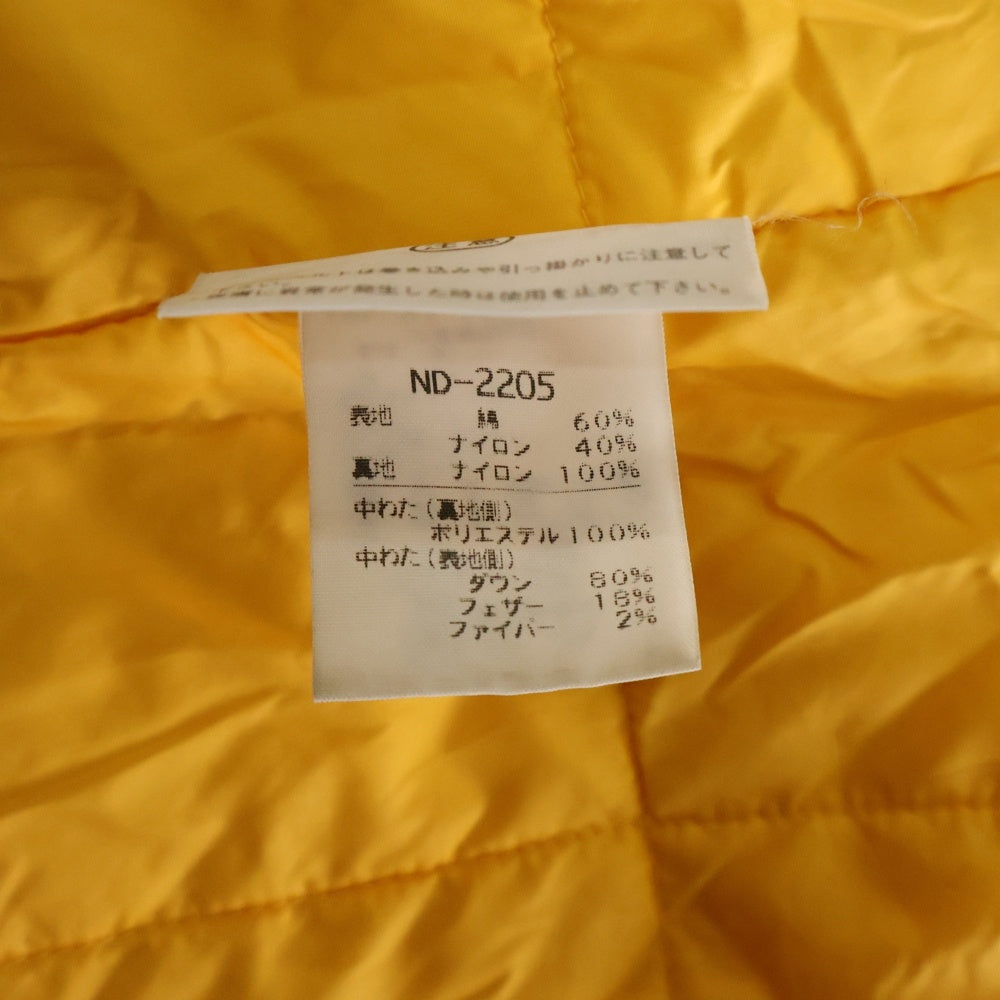 注意
は巻き込みや引っ掛かりに注意して
に異常が発生した時は使用を止めて下さい。
ND-2205
表地 綿 60%
ナイロン 40%
裏地 ナイロン 100%
中わた(裏地側)
ポリエステル 100%
中わた(表地側)
ダウン 80%
フェザー 18%
ファイバー 2%